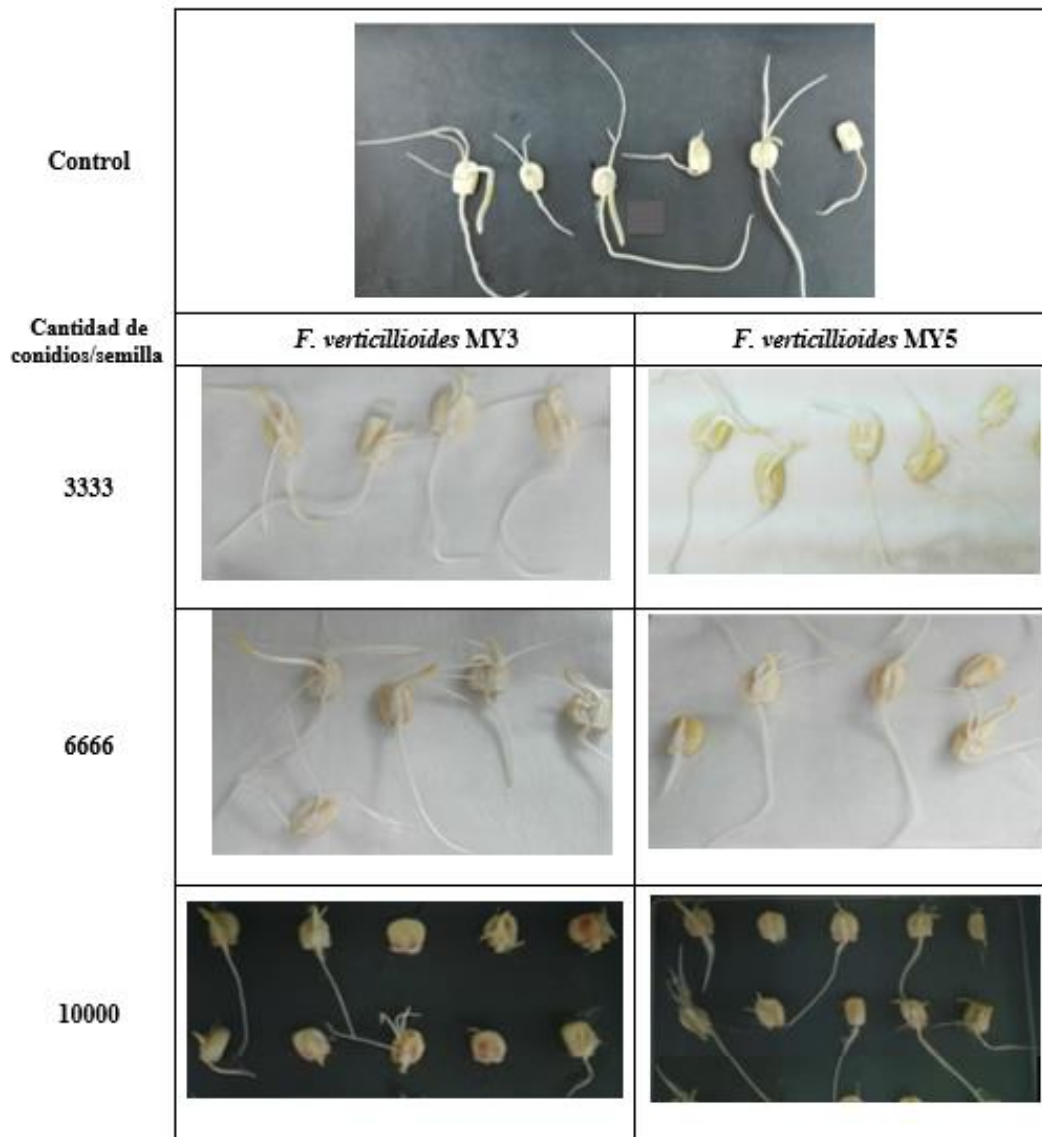 Control
Cantidad de
conidios/semilla
F. verticillioides MY3
F. verticillioides MY5
3333
6666
10000